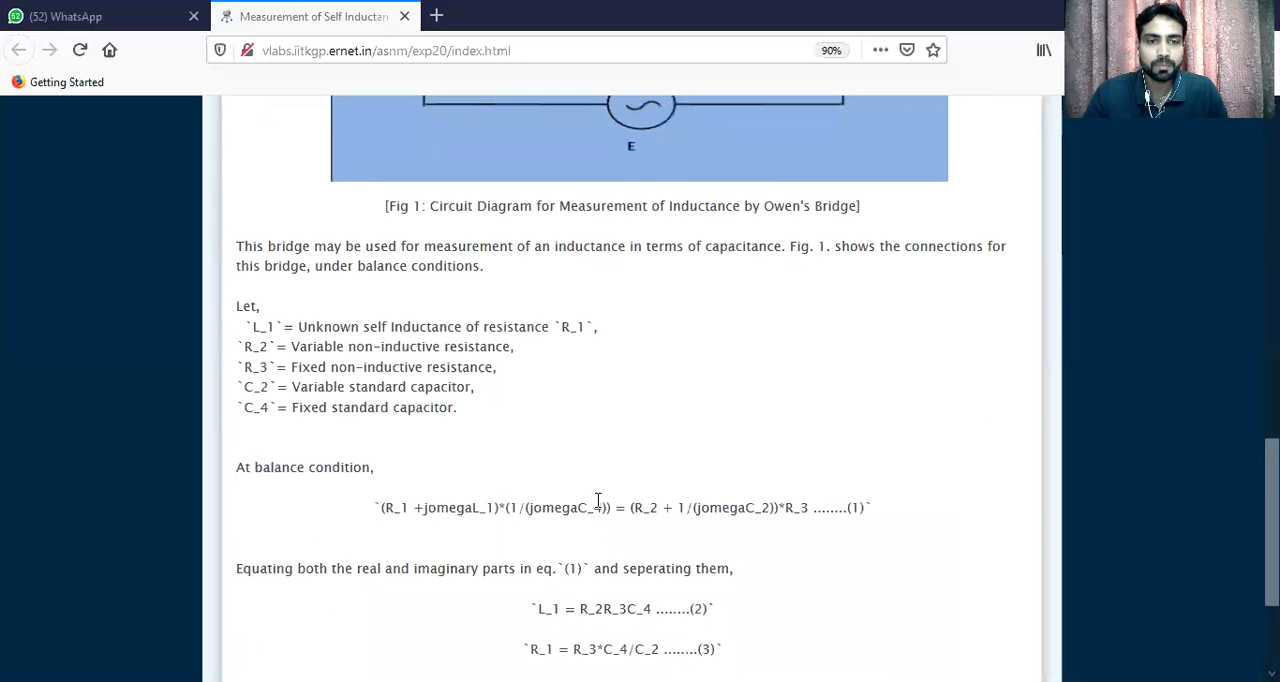 (52) WhatsApp
Measurement of Self Inductan
vlabs.iitkgp.ernet.in/asnm/exp20/index.html
90%
Getting Started
E
[Fig 1: Circuit Diagram for Measurement of Inductance by Owen's Bridge]
This bridge may be used for measurement of an inductance in terms of capacitance. Fig. 1. shows the connections for
this bridge, under balance conditions.
Let,
`L_1`= Unknown self Inductance of resistance `R_1`,
`R_2`= Variable non-inductive resistance,
`R_3`= Fixed non-inductive resistance,
`C_2`= Variable standard capacitor,
`C_4`= Fixed standard capacitor.
At balance condition,
`(R_1 +jomegaL_1)*(1/(jomegaC_4)) = (R_2 + 1/(jomegaC_2))*R_3 ........(1)`
Equating both the real and imaginary parts in eq.`(1)` and seperating them,
`L_1 = R_2R_3C_4 ........(2)`
`R_1 = R_3*C_4/C_2 ........(3)`